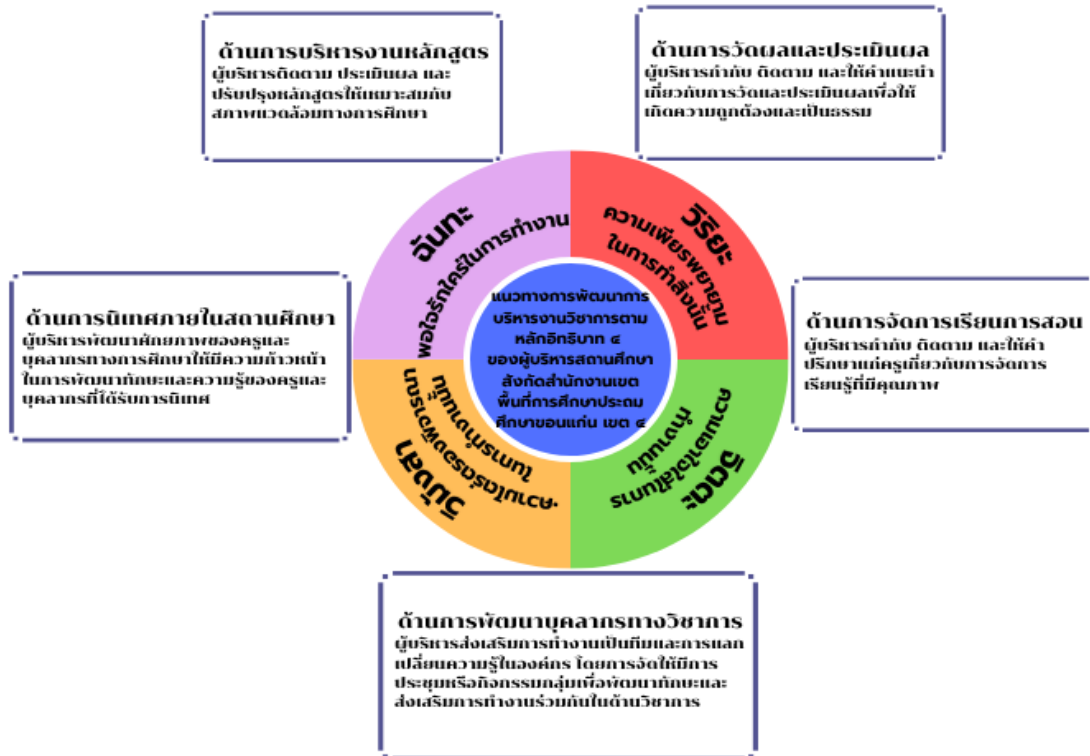 ด้านการบริหารงานหลักสูตร
ผู้บริหารติดตาม ประเมินผล และ
ปรับปรุงหลักสูตรให้เหมาะสมกับ
สภาพแวดล้อมทางการศึกษา
ด้านการวัดผลและประเมินผล
ผู้บริหารกำกับ ติดตาม และให้คำแนะนำ
เกี่ยวกับการวัดและประเมินผลเพื่อให้
เกิดความถูกต้องและเป็นธรรม
ฉันทะ
พอใจรักใคร่ในการทำงาน
วิริยะ
ความเพียรพยายาม
ในการทำสิ่งนั้น
แนวทางการพัฒนาการ
บริหารงานวิชาการตาม
หลักอิทธิบาท ๔
ของผู้บริหารสถานศึกษา
สังกัดสำนักงานเขต
พื้นที่การศึกษาประถม
ศึกษาขอนแก่น เขต ๔
ด้านการนิเทศภายในสถานศึกษา
ผู้บริหารพัฒนาศักยภาพของครูและ
บุคลากรทางการศึกษาให้มีความก้าวหน้า
ในการพัฒนาทักษะและความรู้ของครูและ
บุคลากรที่ได้รับการนิเทศ
ด้านการจัดการเรียนการสอน
ผู้บริหารกำกับ ติดตาม และให้คำ
ปรึกษาแก่ครูเกี่ยวกับการจัดการ
เรียนรู้ที่มีคุณภาพ
วิมังสา
ความไตร่ตรองพิจารณา
ในการทำงานนั้น
จิตตะ
ความเอาใจใส่ในการ
ทำงานนั้น
ด้านการพัฒนาบุคลากรทางวิชาการ
ผู้บริหารส่งเสริมการทำงานเป็นทีมและการแลก
เปลี่ยนความรู้ในองค์กร โดยการจัดให้มีการ
ประชุมหรือกิจกรรมกลุ่มเพื่อพัฒนาทักษะและ
ส่งเสริมการทำงานร่วมกันในด้านวิชาการ